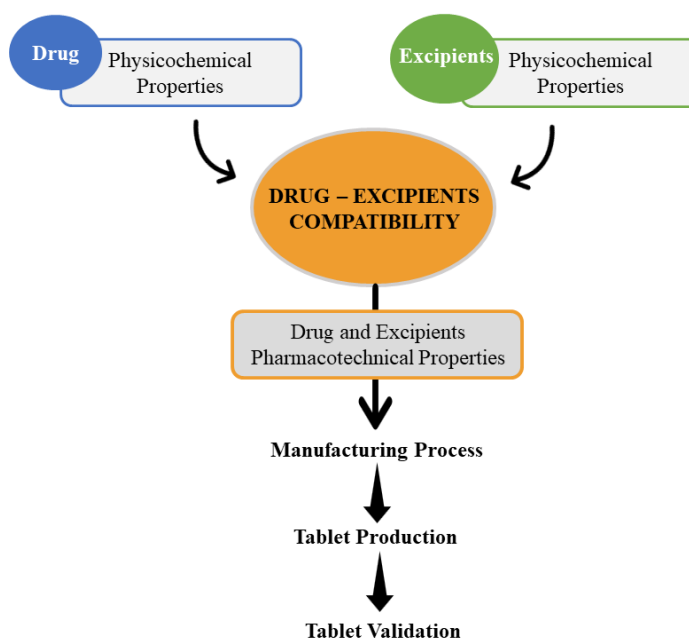 Drug
Physicochemical
Properties
Excipients
Physicochemical
Properties
DRUG – EXCIPIENTS
COMPATIBILITY
Drug and Excipients
Pharmacotechnical Properties
Manufacturing Process
Tablet Production
Tablet Validation